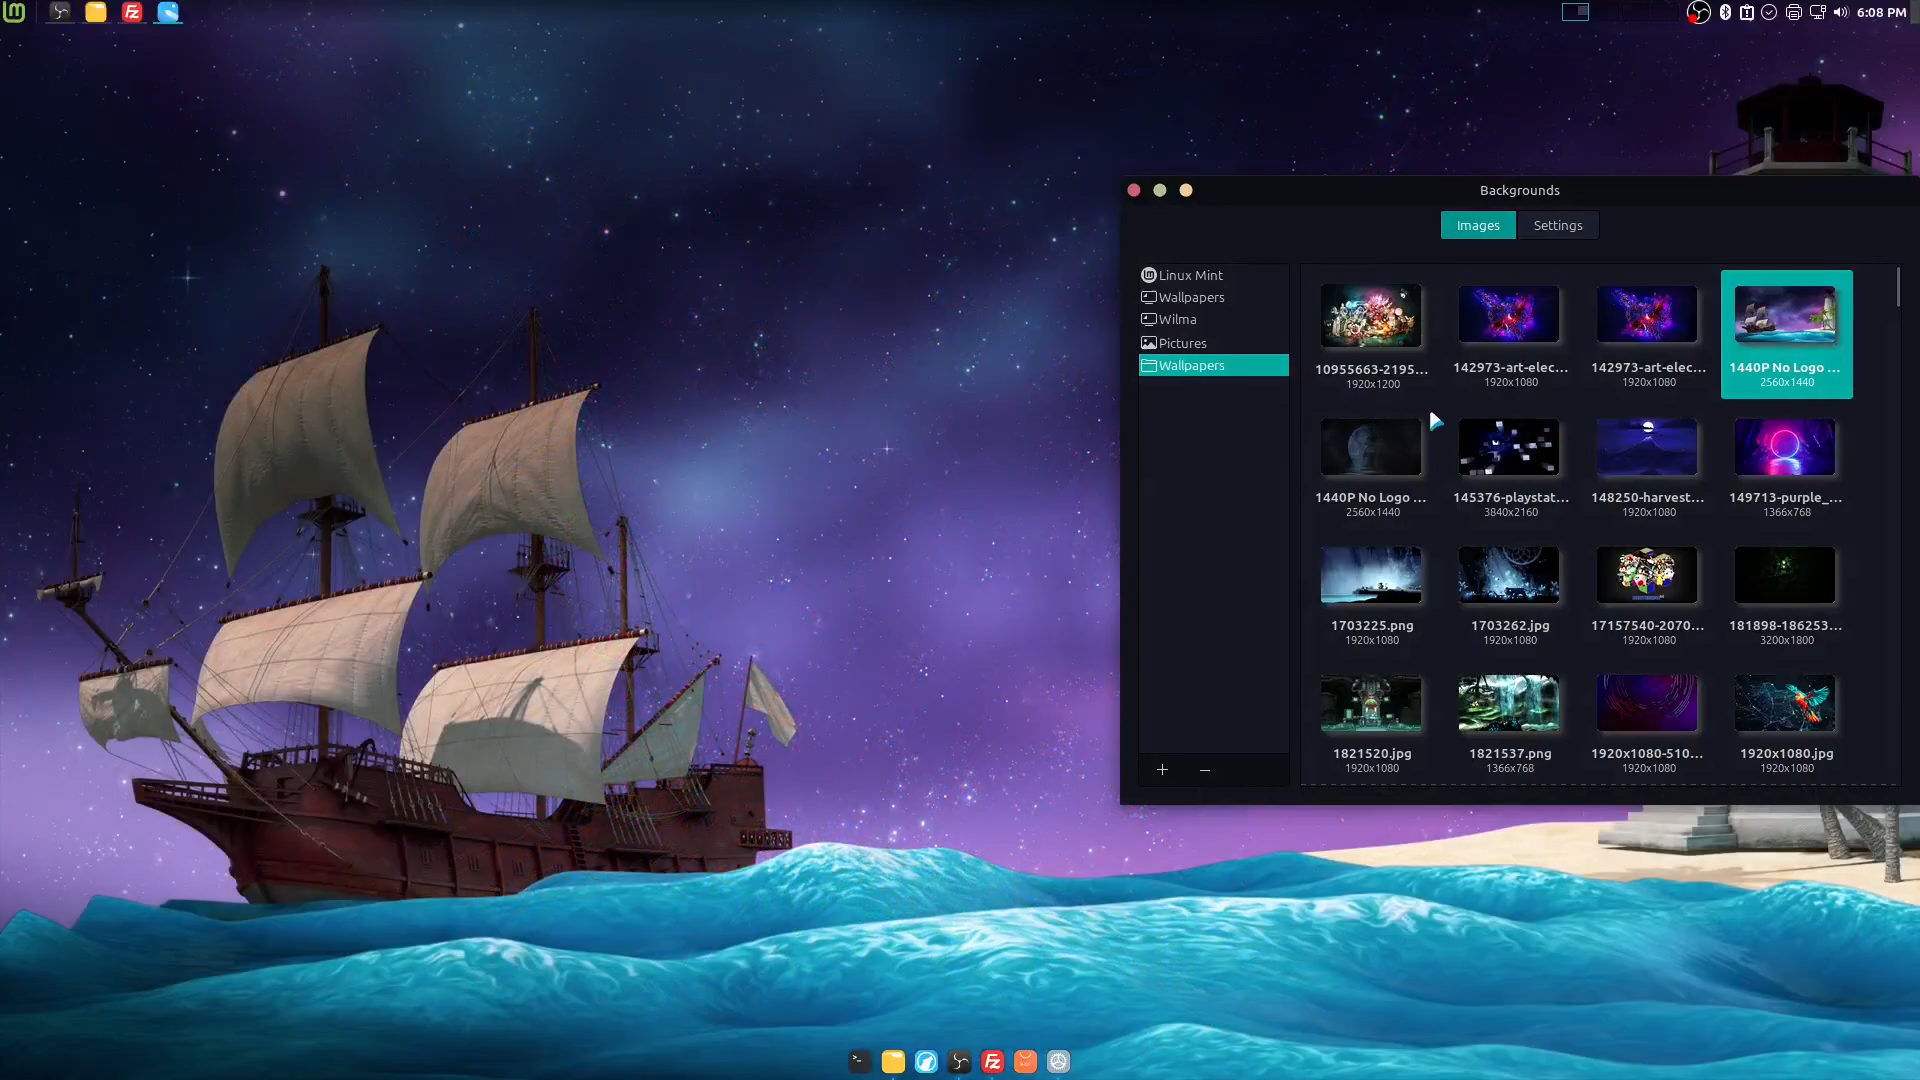 6:08 PM
Backgrounds
Images
Settings
Linux Mint
Wallpapers
Wilma
Pictures
Wallpapers
10955663-2195...
1920x1200
142973-art-elec...
1920x1080
142973-art-elec...
1920x1080
1440P No Logo ...
2560x1440
1440P No Logo ...
2560x1440
145376-playstat...
3840x2160
148250-harvest...
1920x1080
149713-purple_...
1366x768
1703225.png
1920x1080
1703262.jpg
1920x1080
17157540-2070...
1920x1080
181898-186253...
3200x1800
1821520.jpg
1920x1080
1821537.png
1366x768
1920x1080-510...
1920x1080
1920x1080.jpg
1920x1080